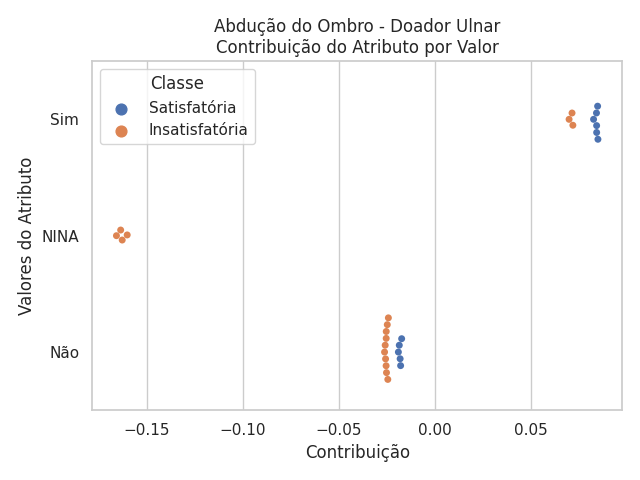 Abdução do Ombro - Doador Ulnar
Contribuição do Atributo por Valor
Classe
Satisfatória
Insatisfatória
Valores do Atributo
Sim
NINA
Não
−0.15
−0.10
−0.05
0.00
0.05
Contribuição